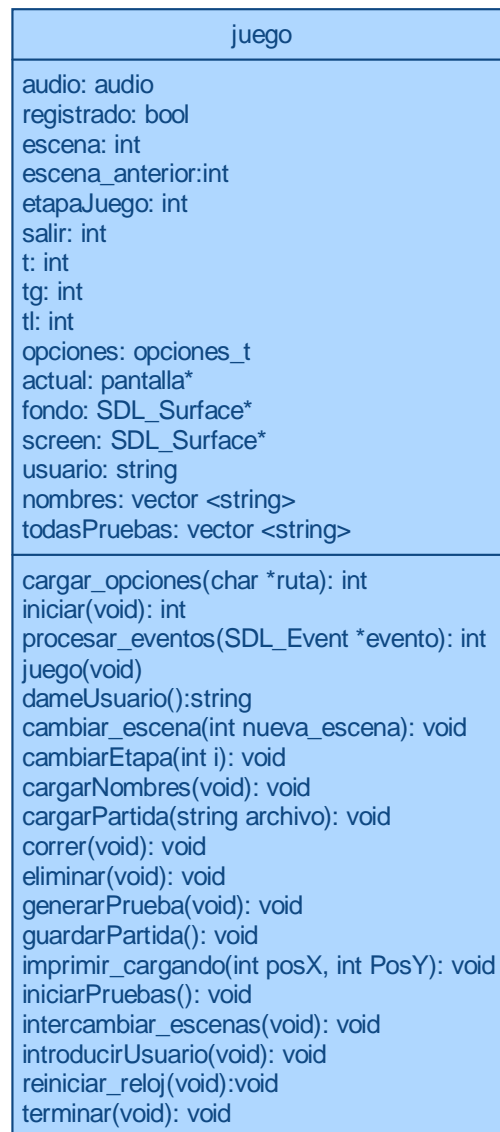 juego
audio: audio
registrado: bool
escena: int
escena_anterior:int
etapaJuego: int
salir: int
t: int
tg: int
tl: int
opciones: opciones_t
actual: pantalla*
fondo: SDL_Surface*
screen: SDL_Surface*
usuario: string
nombres: vector <string>
todasPruebas: vector <string>
cargar_opciones(char *ruta): int
iniciar(void): int
procesar_eventos(SDL_Event *evento): int
juego(void)
dameUsuario():string
cambiar_escena(int nueva_escena): void
cambiarEtapa(int i): void
cargarNombres(void): void
cargarPartida(string archivo): void
correr(void): void
eliminar(void): void
generarPrueba(void): void
guardarPartida(): void
imprimir_cargando(int posX, int PosY): void
iniciarPruebas(): void
intercambiar_escenas(void): void
introducirUsuario(void): void
reiniciar_reloj(void):void
terminar(void): void